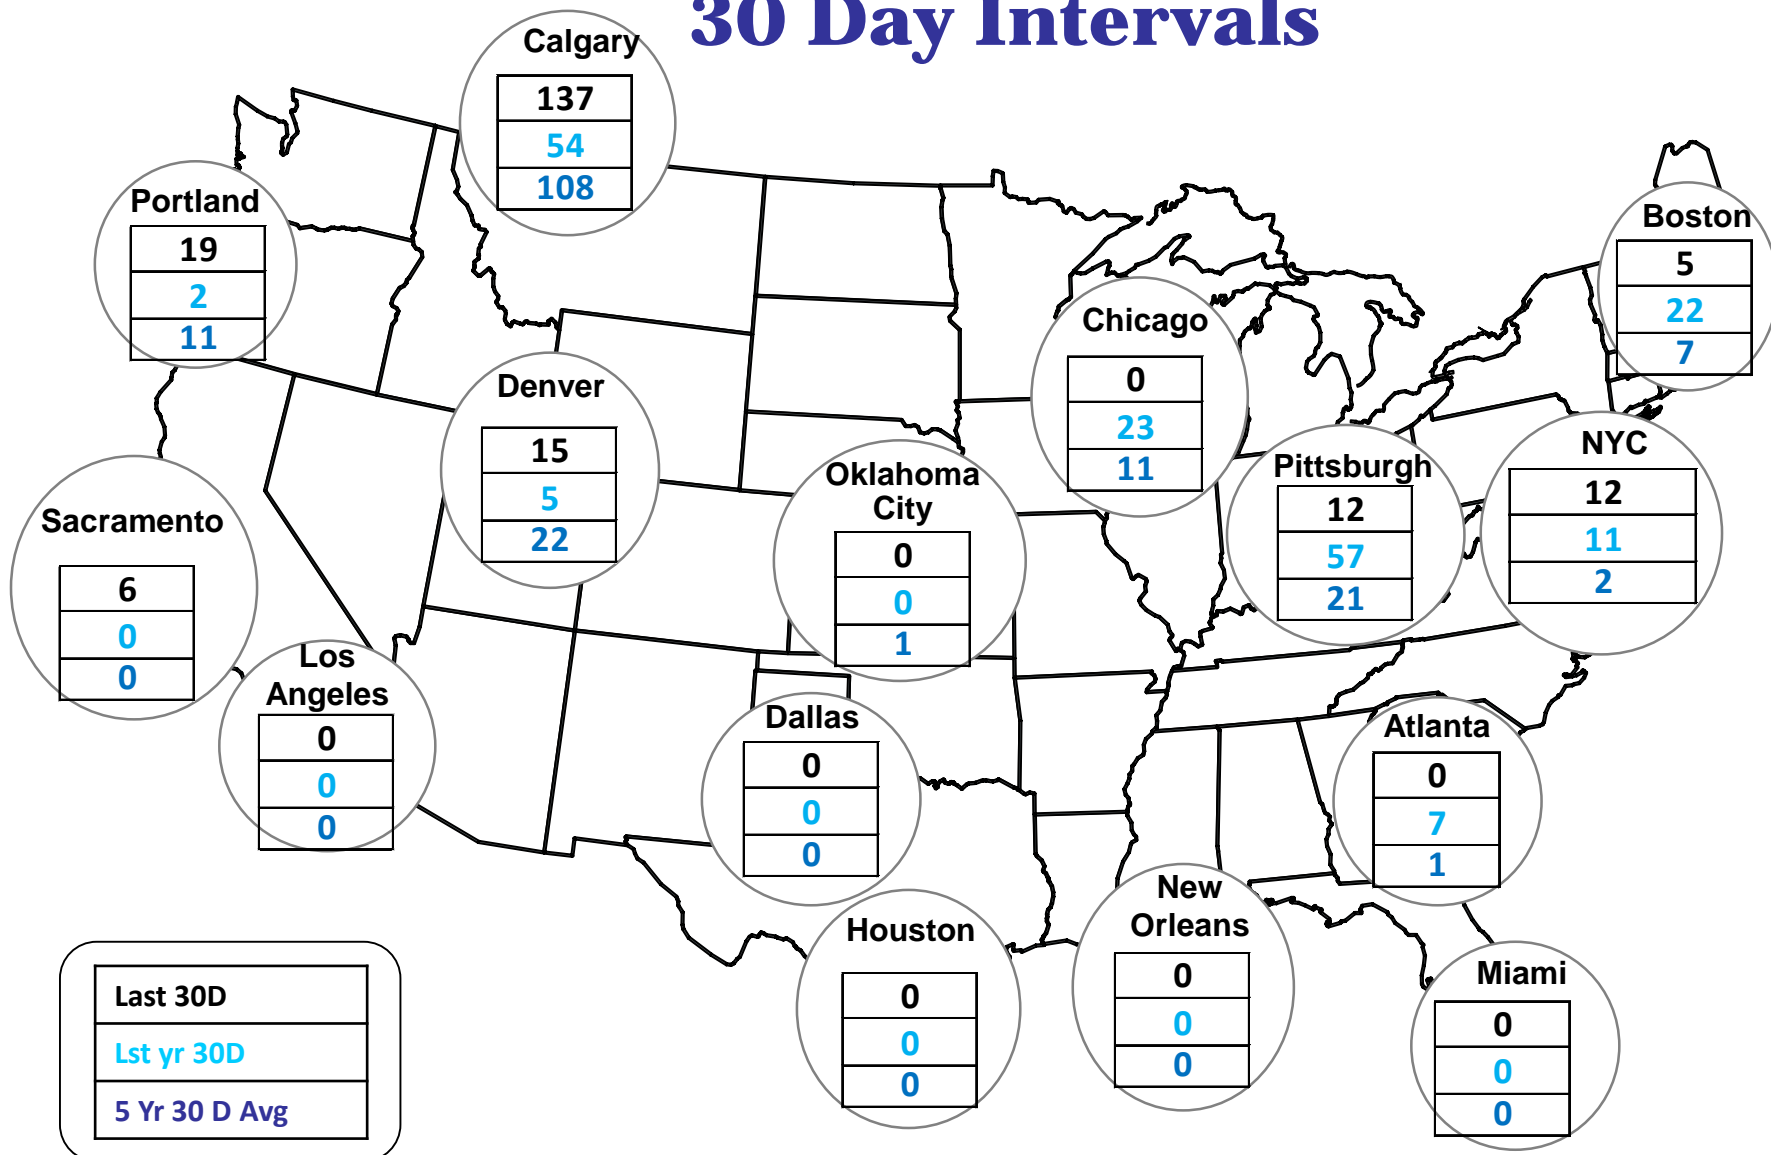 30 Day Intervals
Calgary
137
54
108
Portland
19
2
11
Boston
5
22
7
Chicago
0
23
11
Denver
15
5
22
Oklahoma
City
0
0
1
Pittsburgh
12
57
21
NYC
12
11
2
Sacramento
6
0
0
Los
Angeles
0
0
0
Dallas
0
0
0
Atlanta
0
7
1
Houston
0
0
0
New
Orleans
0
0
0
Miami
0
0
0
Last 30D
Lst yr 30D
5 Yr 30 D Avg